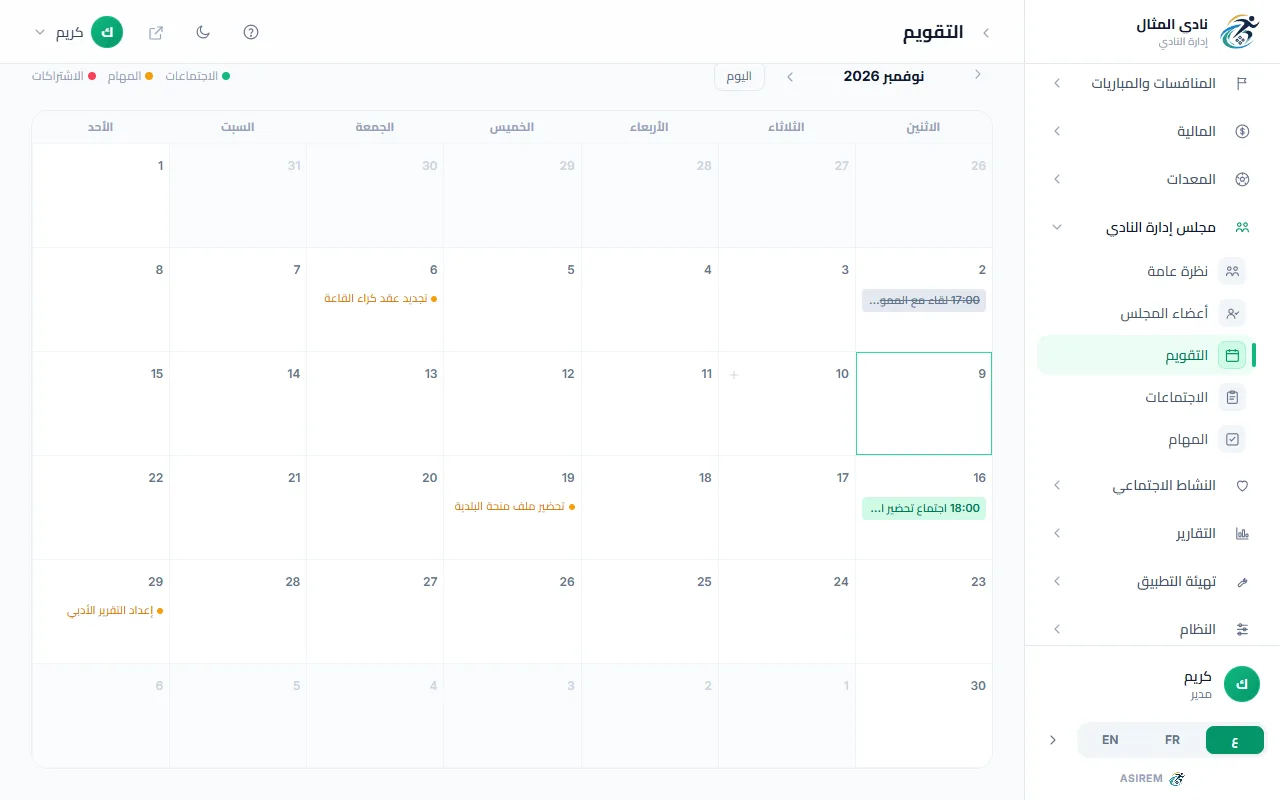 نادي المثال
إدارة النادي
المنافسات والمباريات
المالية
المعدات
مجلس إدارة النادي
نظرة عامة
أعضاء المجلس
التقويم
الاجتماعات
المهام
النشاط الاجتماعي
التقارير
تهيئة التطبيق
النظام
كريم
مدير
ع FR EN
ASIREM
التقويم
ك كريم
نوفمبر 2026
اليوم
الاجتماعات المهام الاشتراكات
الاثنين الثلاثاء الأربعاء الخميس الجمعة السبت الأحد
26 27 28 29 30 31 1
2 3 4 5 6 7 8
17:00 لقاء مع الممو...
تجديد عقد كراء القاعة
9 10 + 11 12 13 14 15
16 17 18 19 20 21 22
18:00 اجتماع تحضير ا...
تحضير ملف منحة البلدية
23 24 25 26 27 28 29
إعداد التقرير الأدبي
30 1 2 3 4 5 6